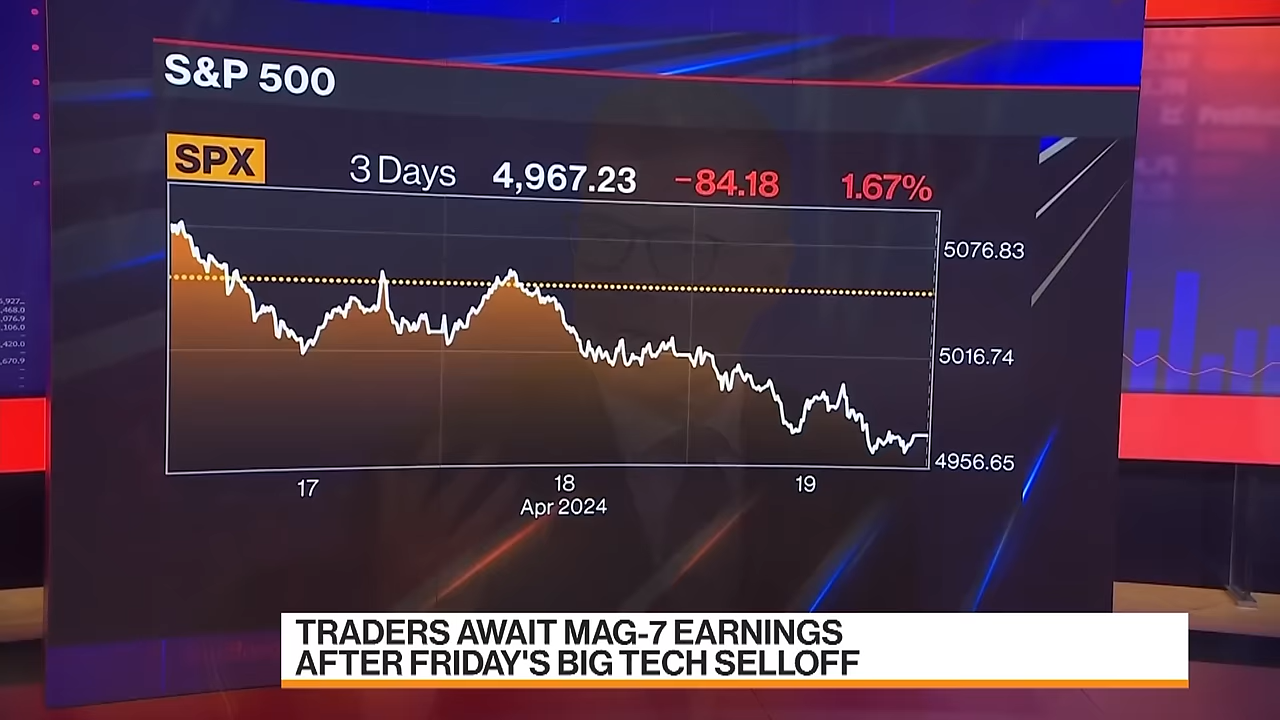 S&P 500
SPX 3 Days 4,967.23 -84.18 1.67%
5076.83
5016.74
4956.65
17 18 19
Apr 2024
TRADERS AWAIT MAG-7 EARNINGS
AFTER FRIDAY'S BIG TECH SELLOFF